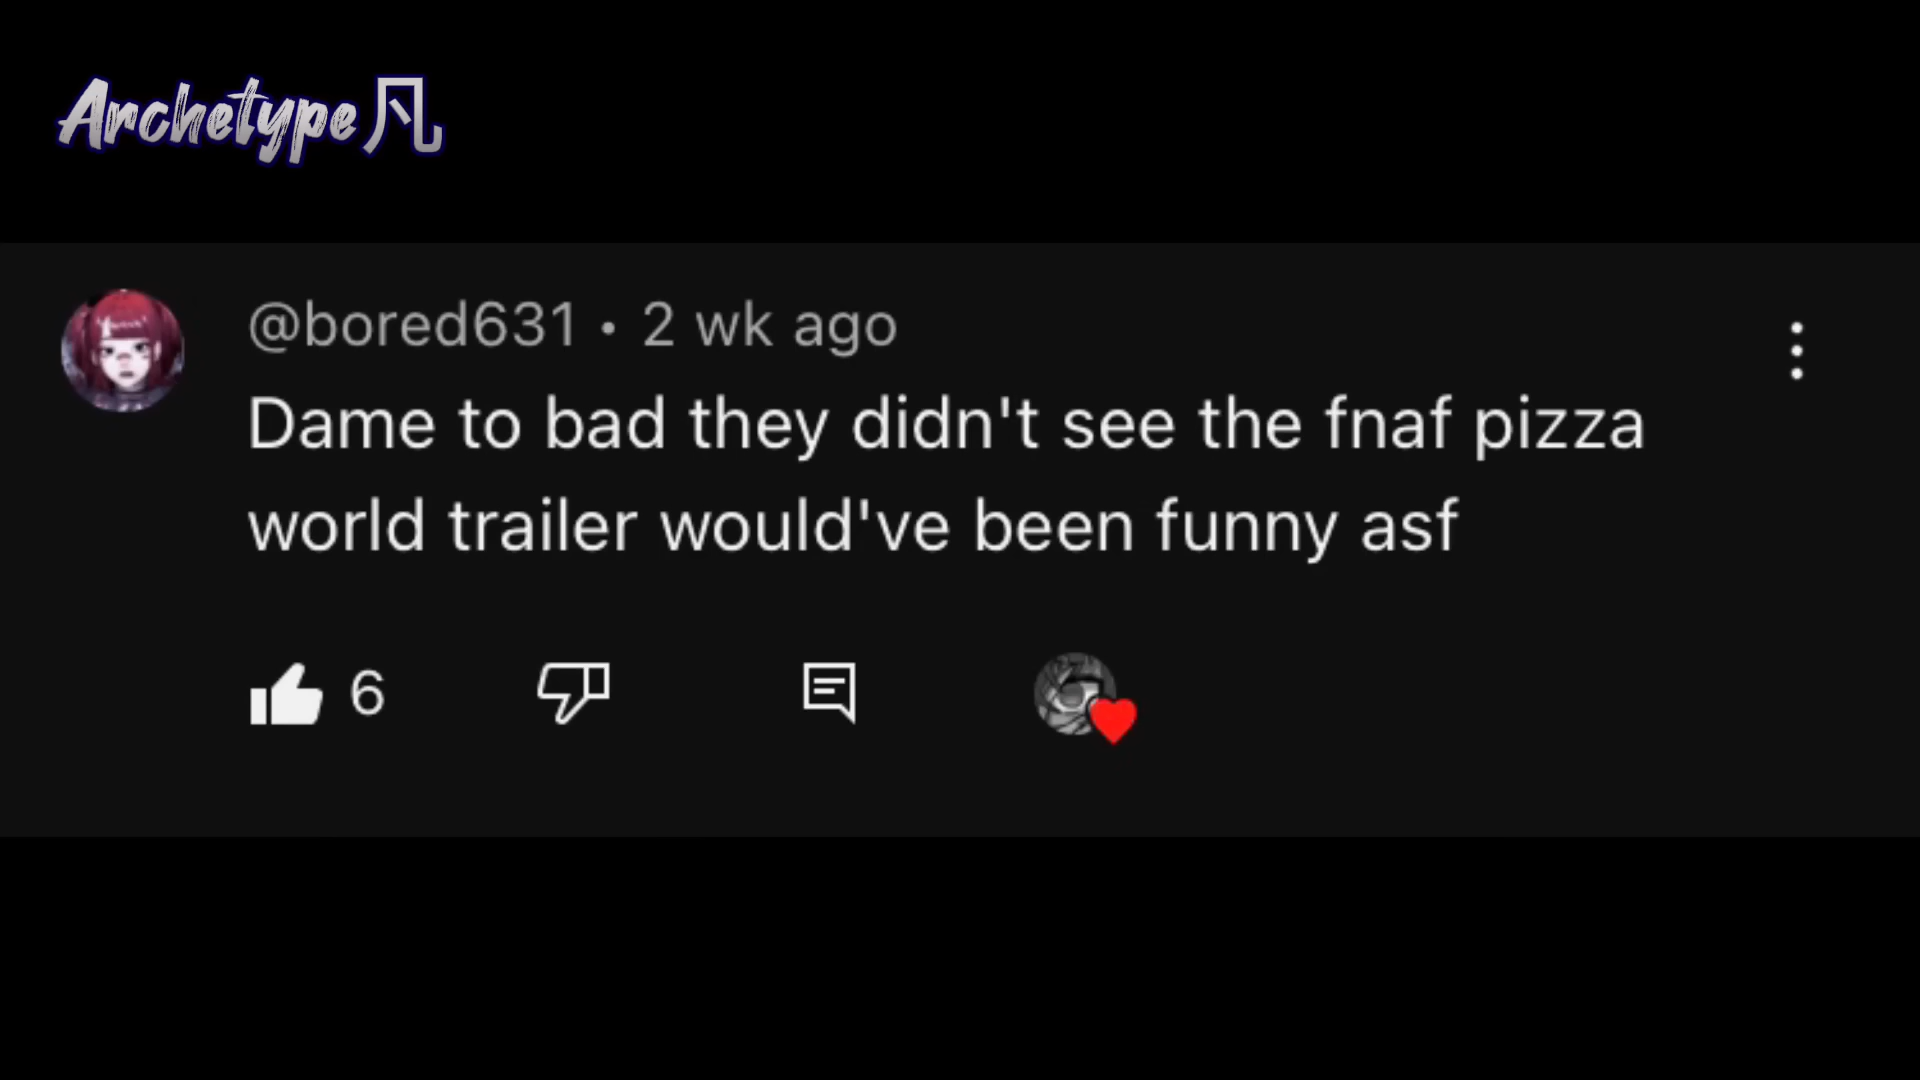 Archetype凡
@bored631 • 2 wk ago
Dame to bad they didn't see the fnaf pizza
world trailer would've been funny asf
6